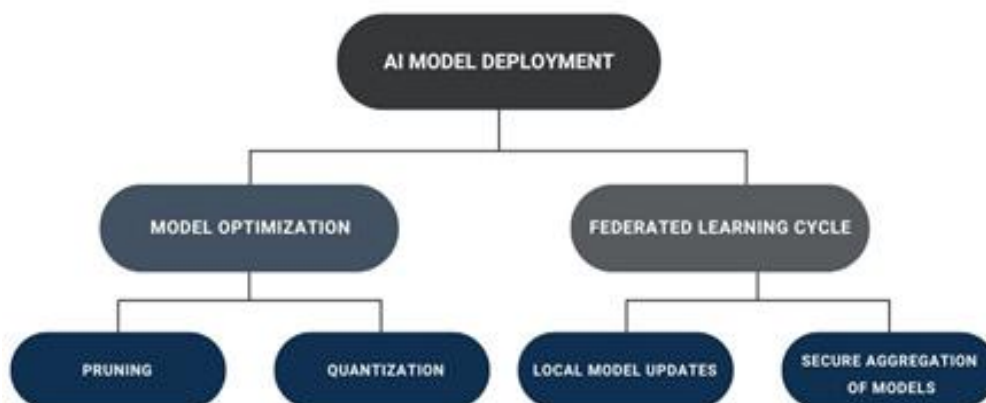 AI MODEL DEPLOYMENT
MODEL OPTIMIZATION
FEDERATED LEARNING CYCLE
PRUNING
QUANTIZATION
LOCAL MODEL UPDATES
SECURE AGGREGATION
OF MODELS